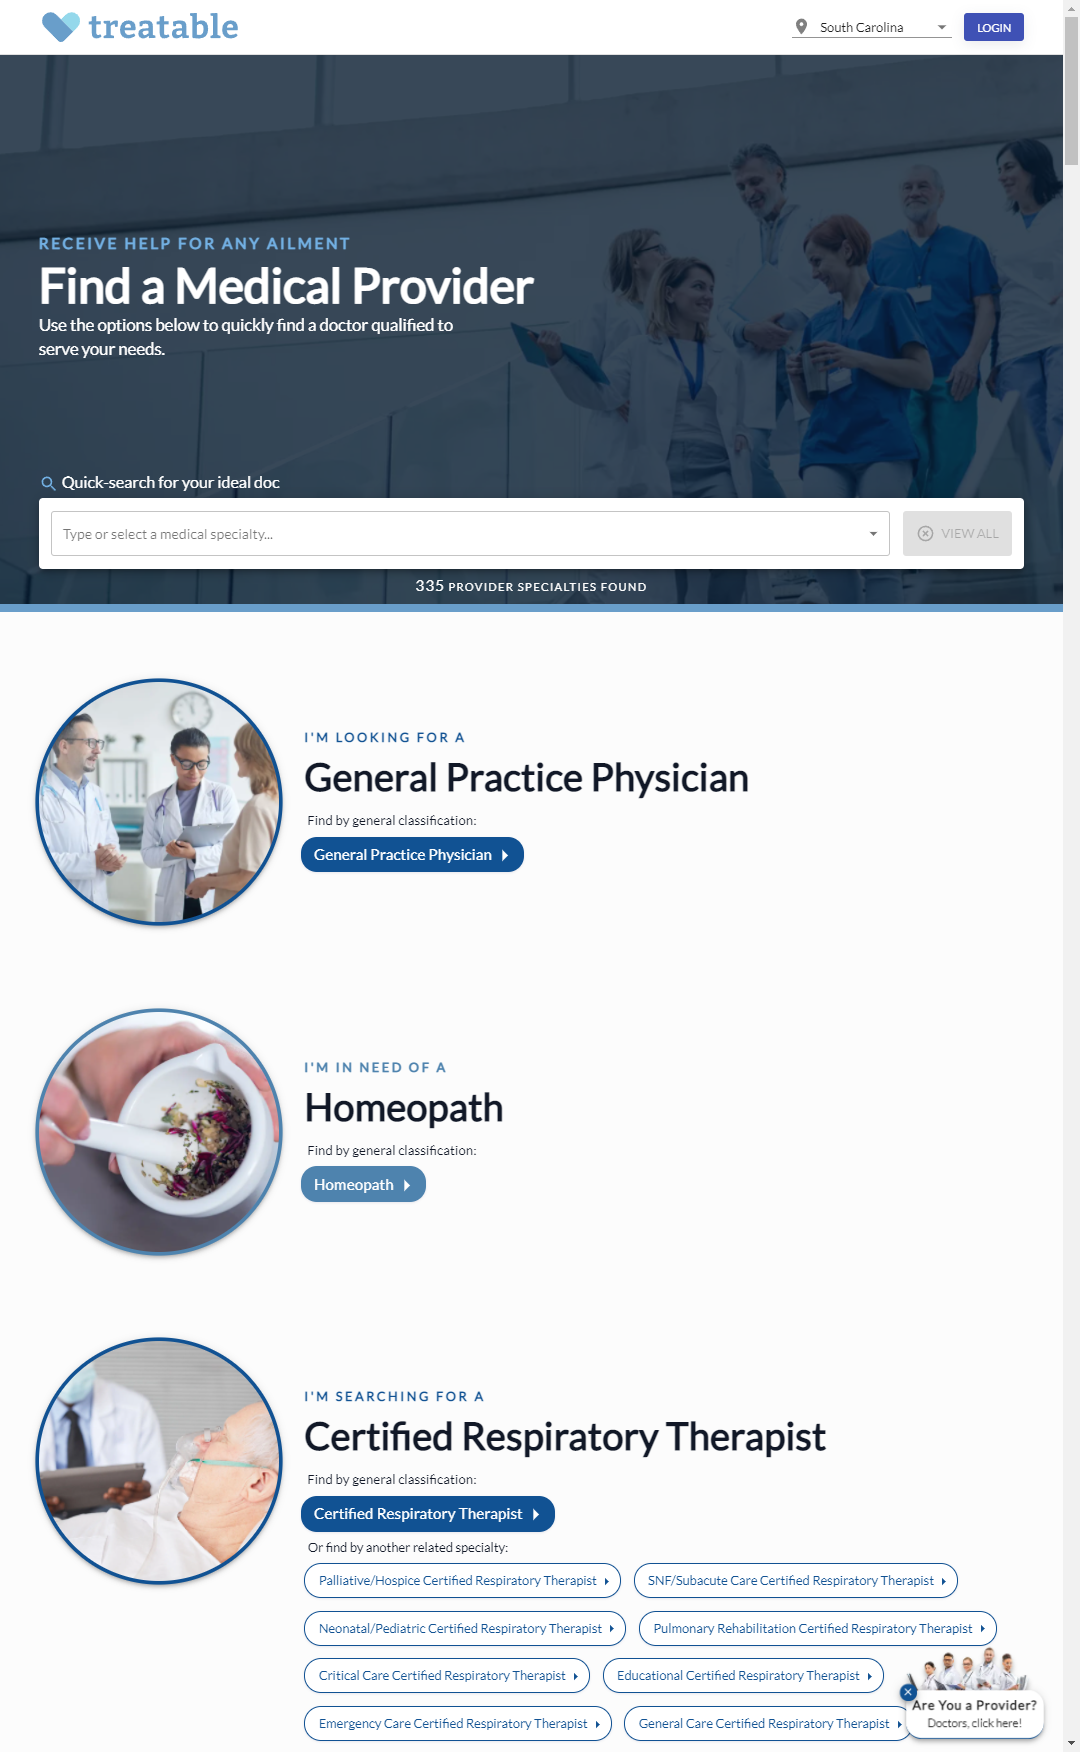 treatable
South Carolina
LOGIN
RECEIVE HELP FOR ANY AILMENT
Find a Medical Provider
Use the options below to quickly find a doctor qualified to
serve your needs.
Quick-search for your ideal doc
Type or select a medical specialty...
VIEW ALL
335 PROVIDER SPECIALTIES FOUND
I'M LOOKING FOR A
General Practice Physician
Find by general classification:
General Practice Physician
I'M IN NEED OF A
Homeopath
Find by general classification:
Homeopath
I'M SEARCHING FOR A
Certified Respiratory Therapist
Find by general classification:
Certified Respiratory Therapist
Or find by another related specialty:
Palliative/Hospice Certified Respiratory Therapist
SNF/Subacute Care Certified Respiratory Therapist
Neonatal/Pediatric Certified Respiratory Therapist
Pulmonary Rehabilitation Certified Respiratory Therapist
Critical Care Certified Respiratory Therapist
Educational Certified Respiratory Therapist
Emergency Care Certified Respiratory Therapist
General Care Certified Respiratory Therapist
Are You a Provider?
Doctors, click here!